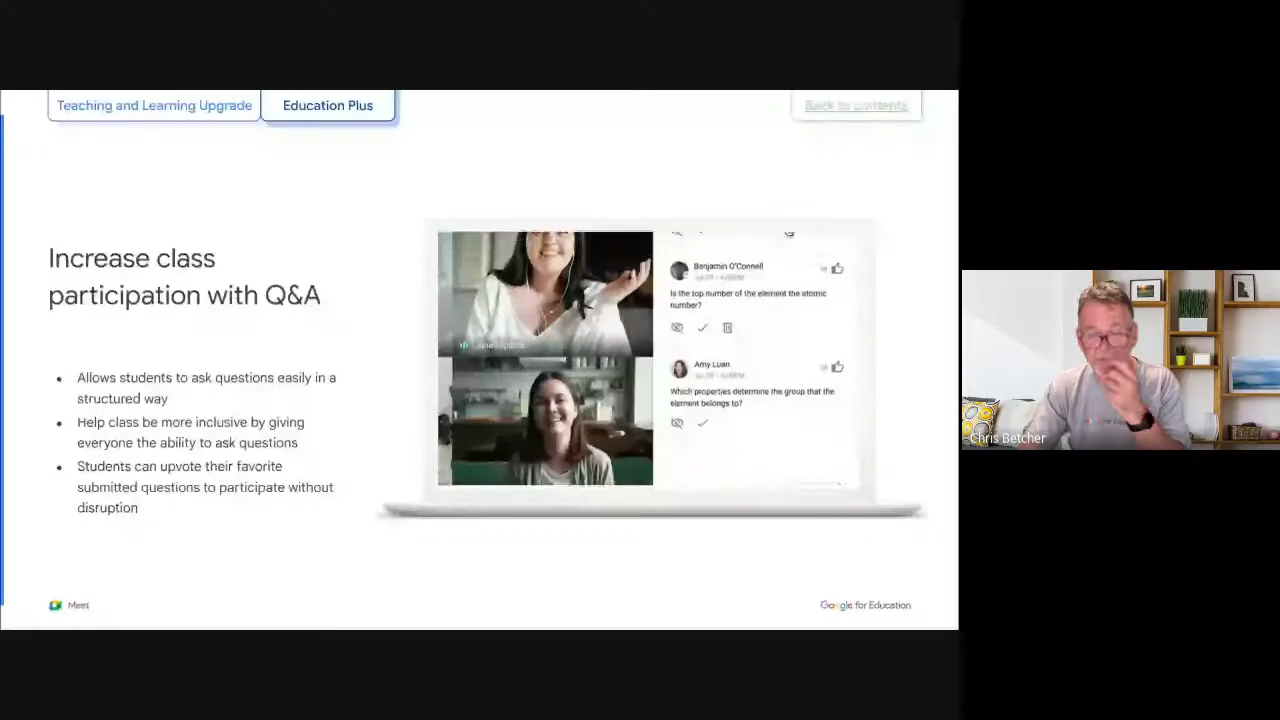 Teaching and Learning Upgrade
Education Plus
Back to contents
Increase class
participation with Q&A
Allows students to ask questions easily in a
structured way
Help class be more inclusive by giving
everyone the ability to ask questions
Students can upvote their favorite
submitted questions to participate without
disruption
Benjamin O'Connell
Is the top number of the element the atomic
number?
Amy Luan
Which properties determine the group that the
element belongs to?
Meet
Google for Education
Chris Betcher